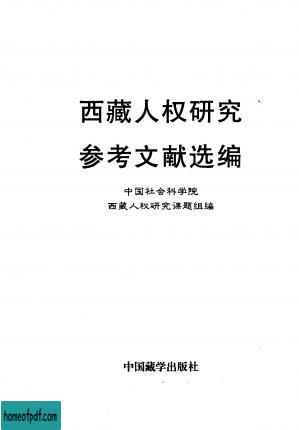 西藏人权研究
参考文献选编
中国社会科学院
西藏人权研究课题组编
中国藏学出版社
homeofpdf.com